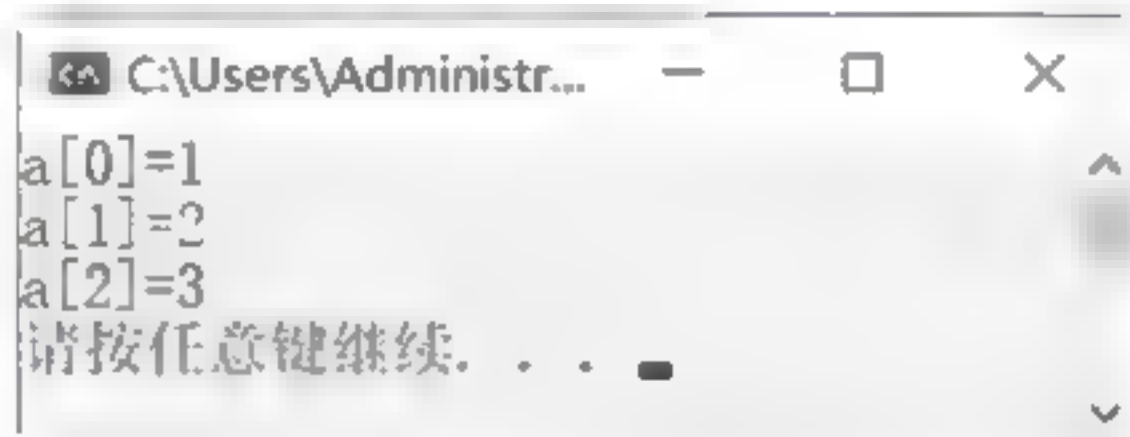 C:\Users\Administr...
a[0]=1
a[1]=2
a[2]=3
请按任意键继续. . .